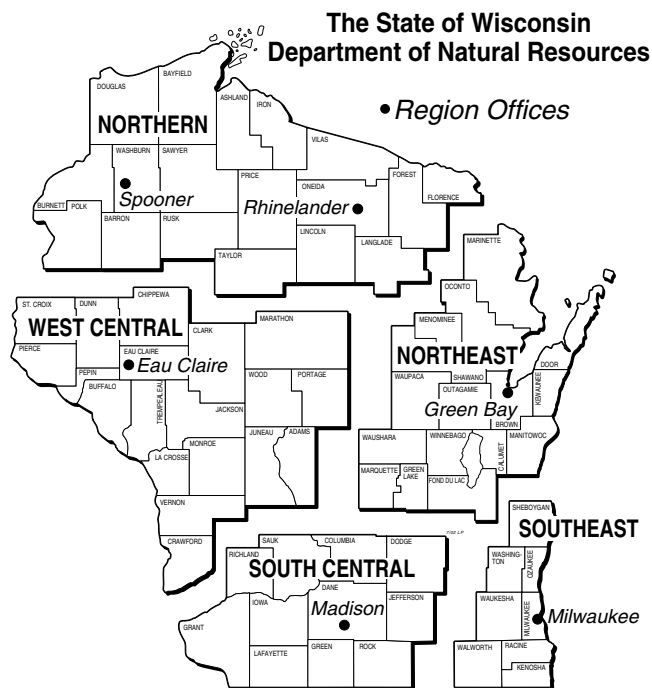 The State of Wisconsin
Department of Natural Resources
Region Offices
NORTHERN
DOUGLAS
BAYFIELD
ASHLAND
IRON
VILAS
WASHBURN
SAWYER
PRICE
ONEIDA
FOREST
FLORENCE
Spooner
Rhinelander
BURNETT
POLK
BARRON
RUSK
LINCOLN
LANGLADE
TAYLOR
WEST CENTRAL
CHIPPEWA
ST. CROIX
DUNN
CLARK
MARATHON
PIERCE
EAU CLAIRE
Eau Claire
PEPIN
BUFFALO
TREMPEALEAU
WOOD
PORTAGE
JACKSON
JUNEAU
ADAMS
MONROE
LA CROSSE
VERNON
CRAWFORD
NORTHEAST
MARINETTE
OCONTO
MENOMINEE
DOOR
WAUPACA
SHAWANO
OUTAGAMIE
KEWAUNEE
Green Bay
BROWN
WAUSHARA
WINNEBAGO
CALUMET
MANITOWOC
MARQUETTE
GREEN
LAKE
FOND DU LAC
SOUTH CENTRAL
SAUK
COLUMBIA
DODGE
RICHLAND
DANE
IOWA
JEFFERSON
Madison
GRANT
LAFAYETTE
GREEN
ROCK
SOUTHEAST
SHEBOYGAN
WASHING-
TON
OZAUKEE
WAUKESHA
MILWAUKEE
Milwaukee
WALWORTH
RACINE
KENOSHA